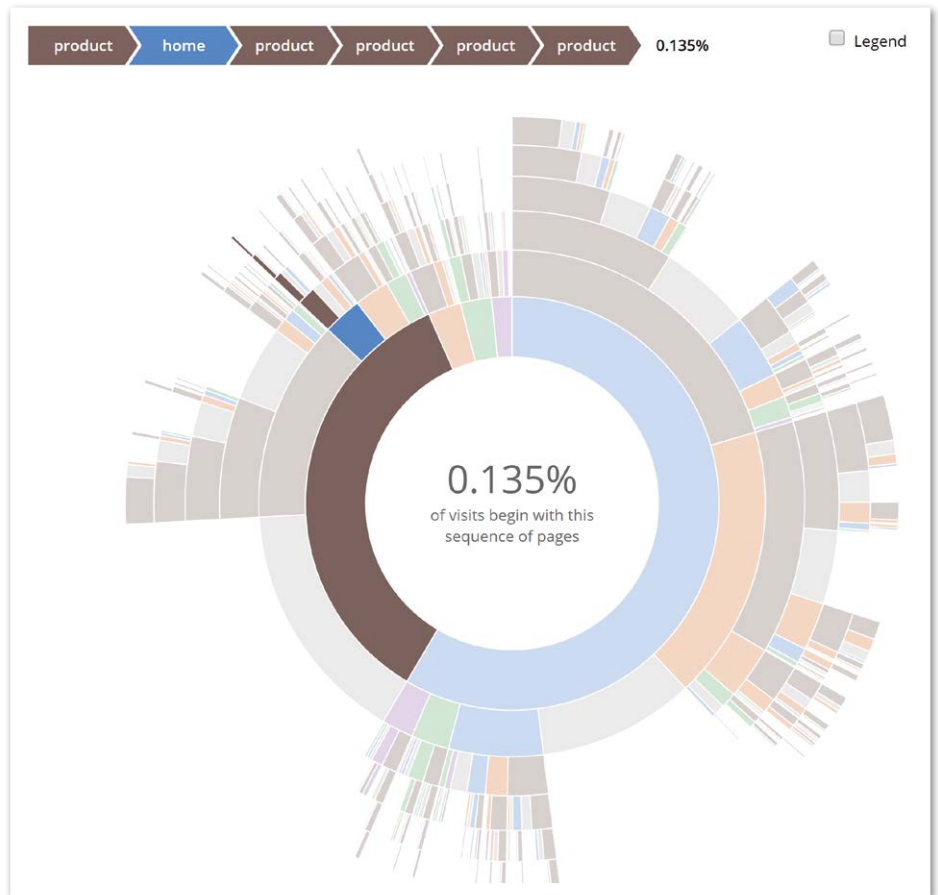 product home product product product product 0.135% Legend
0.135%
of visits begin with this
sequence of pages